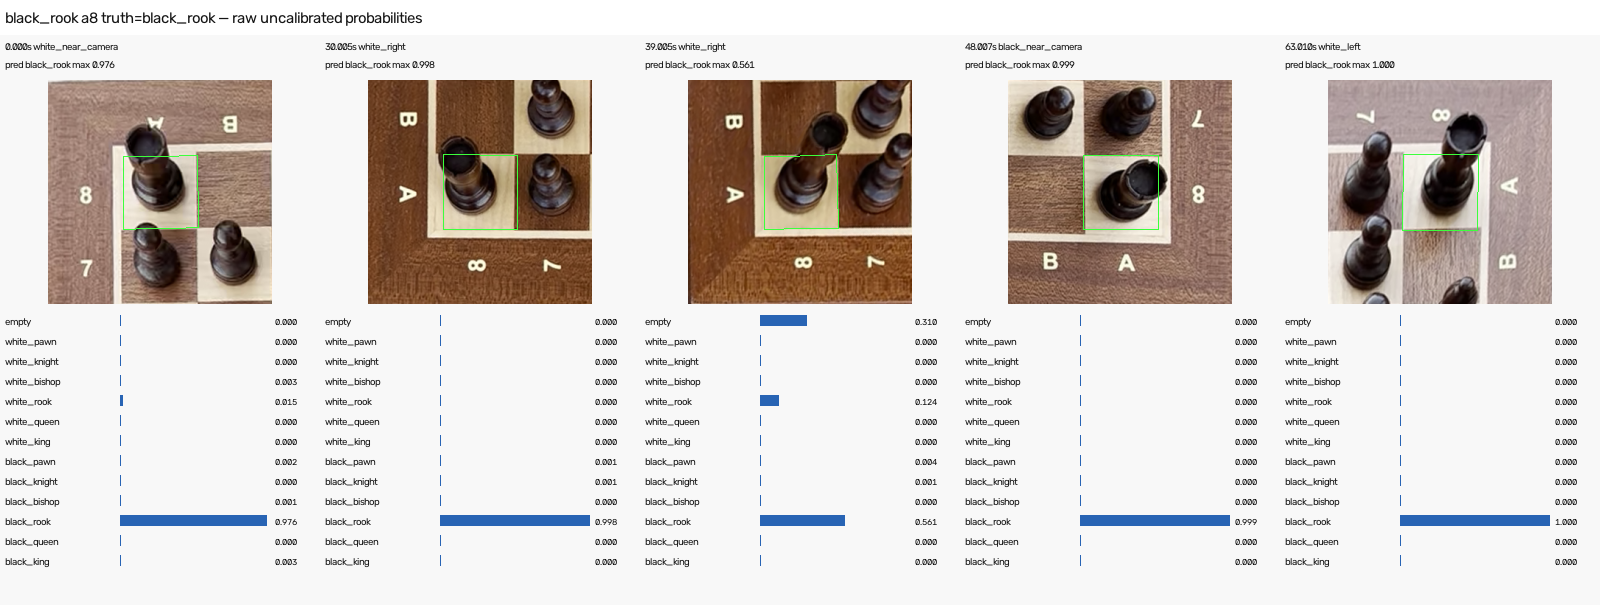 black_rook a8 truth=black_rook — raw uncalibrated probabilities
0.000s white_near_camera
pred black_rook max 0.976
A B
8
7
empty 0.000
white_pawn 0.000
white_knight 0.000
white_bishop 0.003
white_rook 0.015
white_queen 0.000
white_king 0.000
black_pawn 0.002
black_knight 0.000
black_bishop 0.001
black_rook 0.976
black_queen 0.000
black_king 0.003
30.005s white_right
pred black_rook max 0.998
B
A
8 7
empty 0.000
white_pawn 0.000
white_knight 0.000
white_bishop 0.000
white_rook 0.000
white_queen 0.000
white_king 0.000
black_pawn 0.001
black_knight 0.001
black_bishop 0.000
black_rook 0.998
black_queen 0.000
black_king 0.000
39.005s white_right
pred black_rook max 0.561
B
A
8 7
empty 0.310
white_pawn 0.000
white_knight 0.000
white_bishop 0.000
white_rook 0.124
white_queen 0.000
white_king 0.000
black_pawn 0.004
black_knight 0.001
black_bishop 0.000
black_rook 0.561
black_queen 0.000
black_king 0.000
48.007s black_near_camera
pred black_rook max 0.999
7
8
B A
empty 0.000
white_pawn 0.000
white_knight 0.000
white_bishop 0.000
white_rook 0.000
white_queen 0.000
white_king 0.000
black_pawn 0.000
black_knight 0.000
black_bishop 0.000
black_rook 0.999
black_queen 0.000
black_king 0.000
63.010s white_left
pred black_rook max 1.000
7 8
A
B
empty 0.000
white_pawn 0.000
white_knight 0.000
white_bishop 0.000
white_rook 0.000
white_queen 0.000
white_king 0.000
black_pawn 0.000
black_knight 0.000
black_bishop 0.000
black_rook 1.000
black_queen 0.000
black_king 0.000